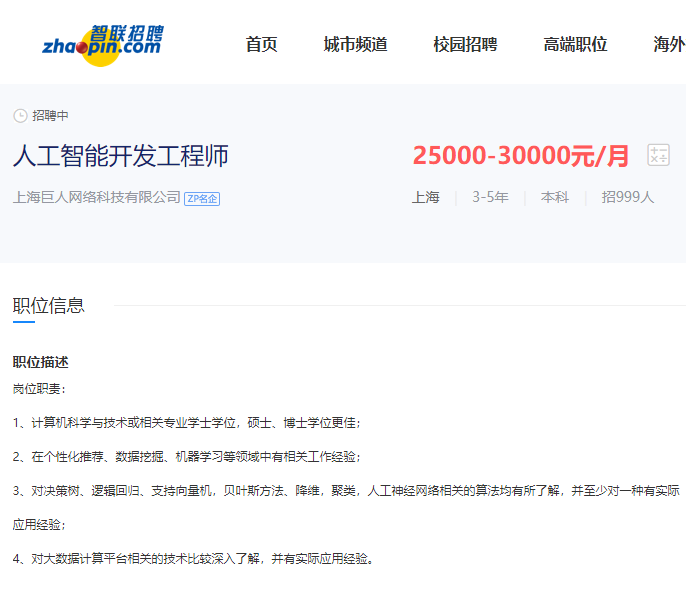 智联招聘
zhaopin.com
首页 城市频道 校园招聘 高端职位 海外
招聘中
人工智能开发工程师 25000-30000元/月
上海巨人网络科技有限公司 ZP名企 上海 3-5年 本科 招999人
职位信息
职位描述
岗位职责：
1、计算机科学与技术或相关专业学士学位，硕士、博士学位更佳；
2、在个性化推荐、数据挖掘、机器学习等领域中有相关工作经验；
3、对决策树、逻辑回归、支持向量机，贝叶斯方法、降维，聚类，人工神经网络相关的算法均有所了解，并至少对一种有实际
应用经验；
4、对大数据计算平台相关的技术比较深入了解，并有实际应用经验。